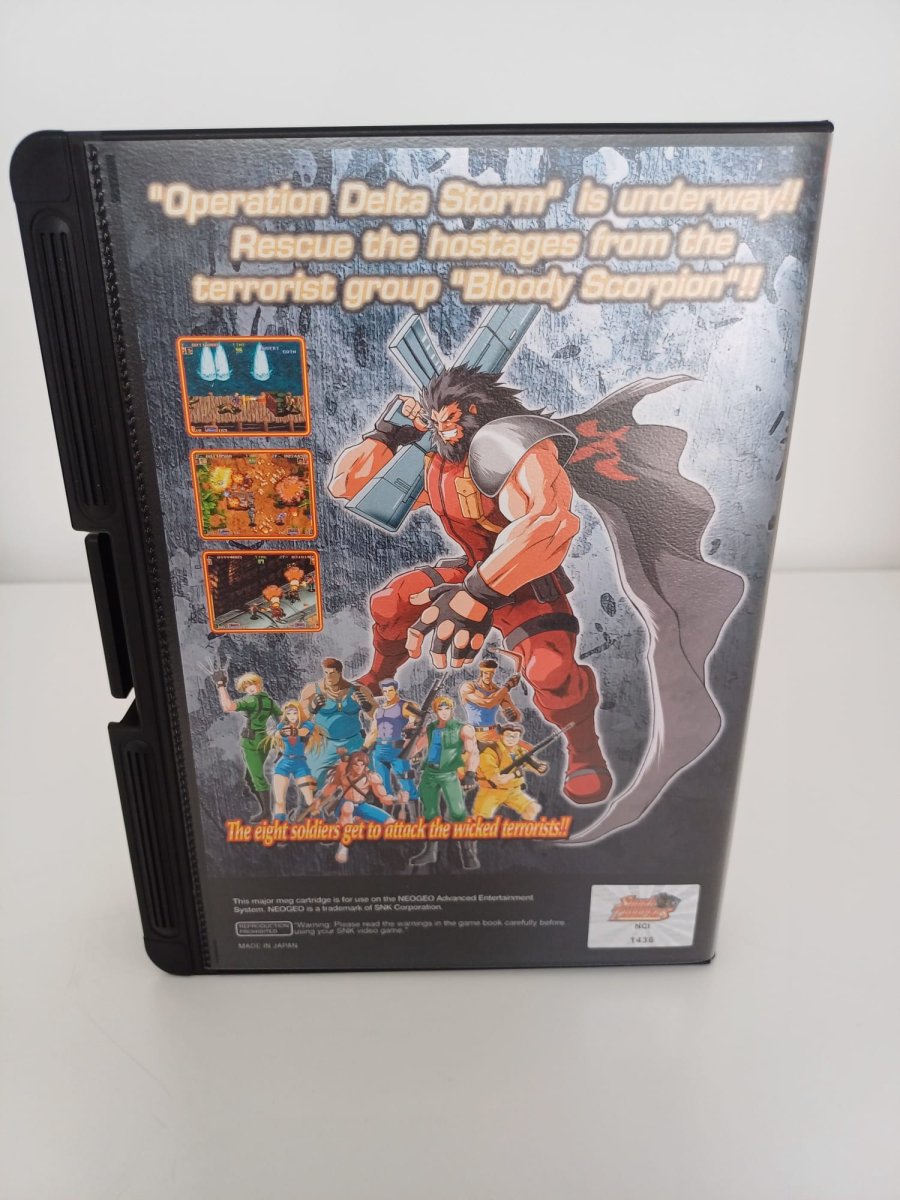 "Operation Delta Storm" is underway!!
Rescue the hostages from the
terrorist group "Bloody Scorpion"!!
The eight soldiers get to attack the wicked terrorists!!
This major meg cartridge is for use on the NEOGEO Advanced Entertainment
System. NEOGEO is a trademark of SNK Corporation.
REPRODUCTION
PROHIBITED
"Warning: Please read the warnings in the game book carefully before
using your SNK video game."
MADE IN JAPAN
NCI
1436